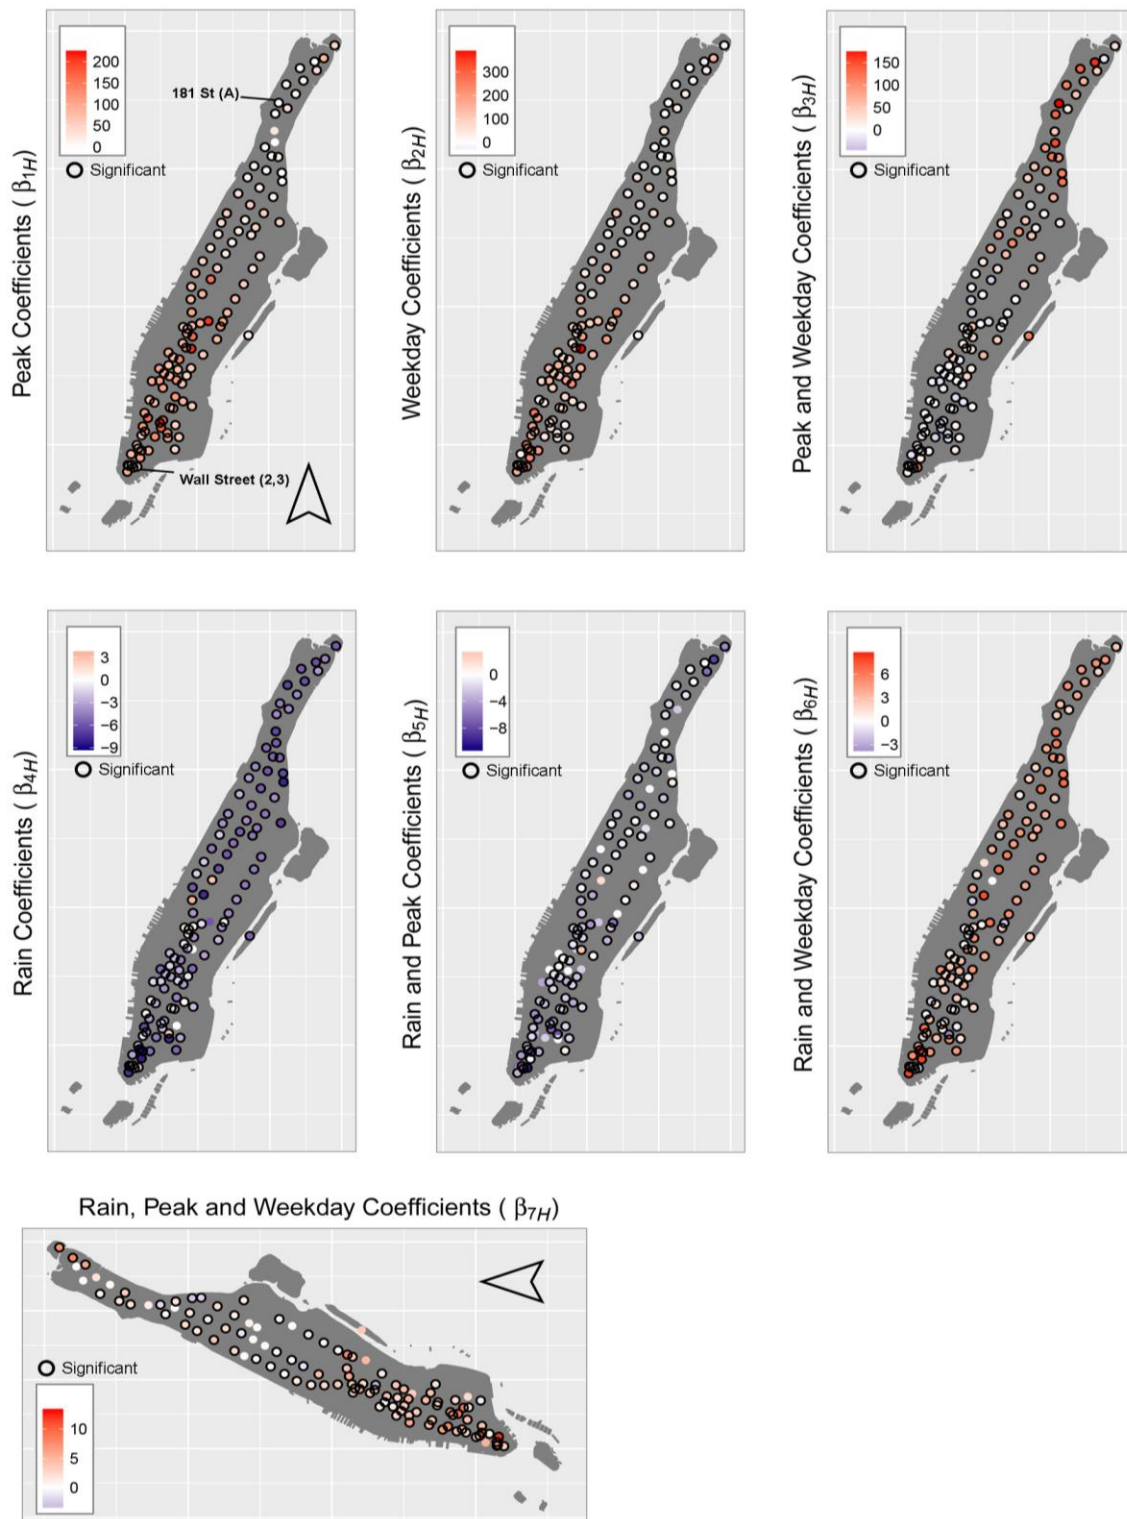 Peak Coefficients ( β1H)
200
150
100
50
0
Significant
181 St (A)
Wall Street (2,3)
Weekday Coefficients ( β2H)
300
200
100
0
Significant
Peak and Weekday Coefficients ( β3H)
150
100
50
0
Significant
Rain Coefficients ( β4H)
3
0
−3
−6
−9
Significant
Rain and Peak Coefficients ( β5H)
0
−4
−8
Significant
Rain and Weekday Coefficients ( β6H)
6
3
0
−3
Significant
Rain, Peak and Weekday Coefficients ( β7H)
Significant
10
5
0